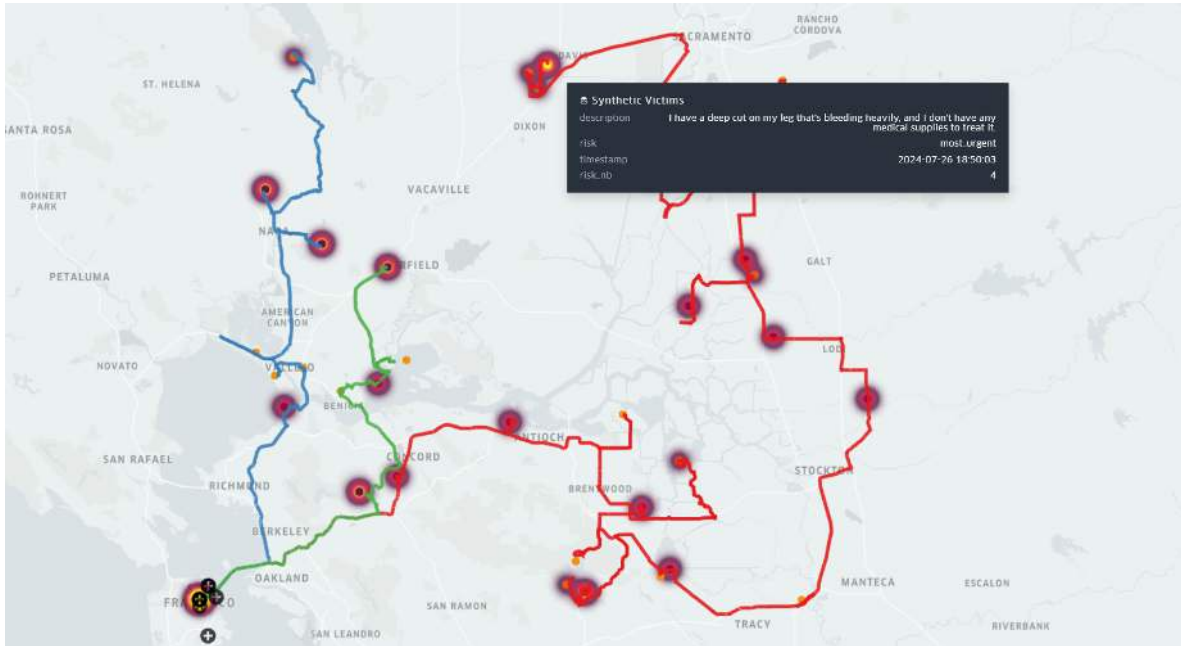 RANCHO
CORDOVA
SACRAMENTO
DAVIS
ST. HELENA
SANTA ROSA
DIXON
Synthetic Victims
description I have a deep cut on my leg that's bleeding heavily, and I don't have any
medical supplies to treat it.
risk most_urgent
timestamp 2024-07-26 18:50:03
risk_nb 4
ROHNERT
PARK
VACAVILLE
NAPA
GALT
PETALUMA
AMERICAN
CANYON
NOVATO
VALLEJO
LODI
BENICIA
ANTIOCH
CONCORD
SAN RAFAEL
STOCKTON
RICHMOND
BRENTWOOD
BERKELEY
OAKLAND
MANTECA
ESCALON
SAN RAMON
TRACY
RIVERBANK
SAN LEANDRO